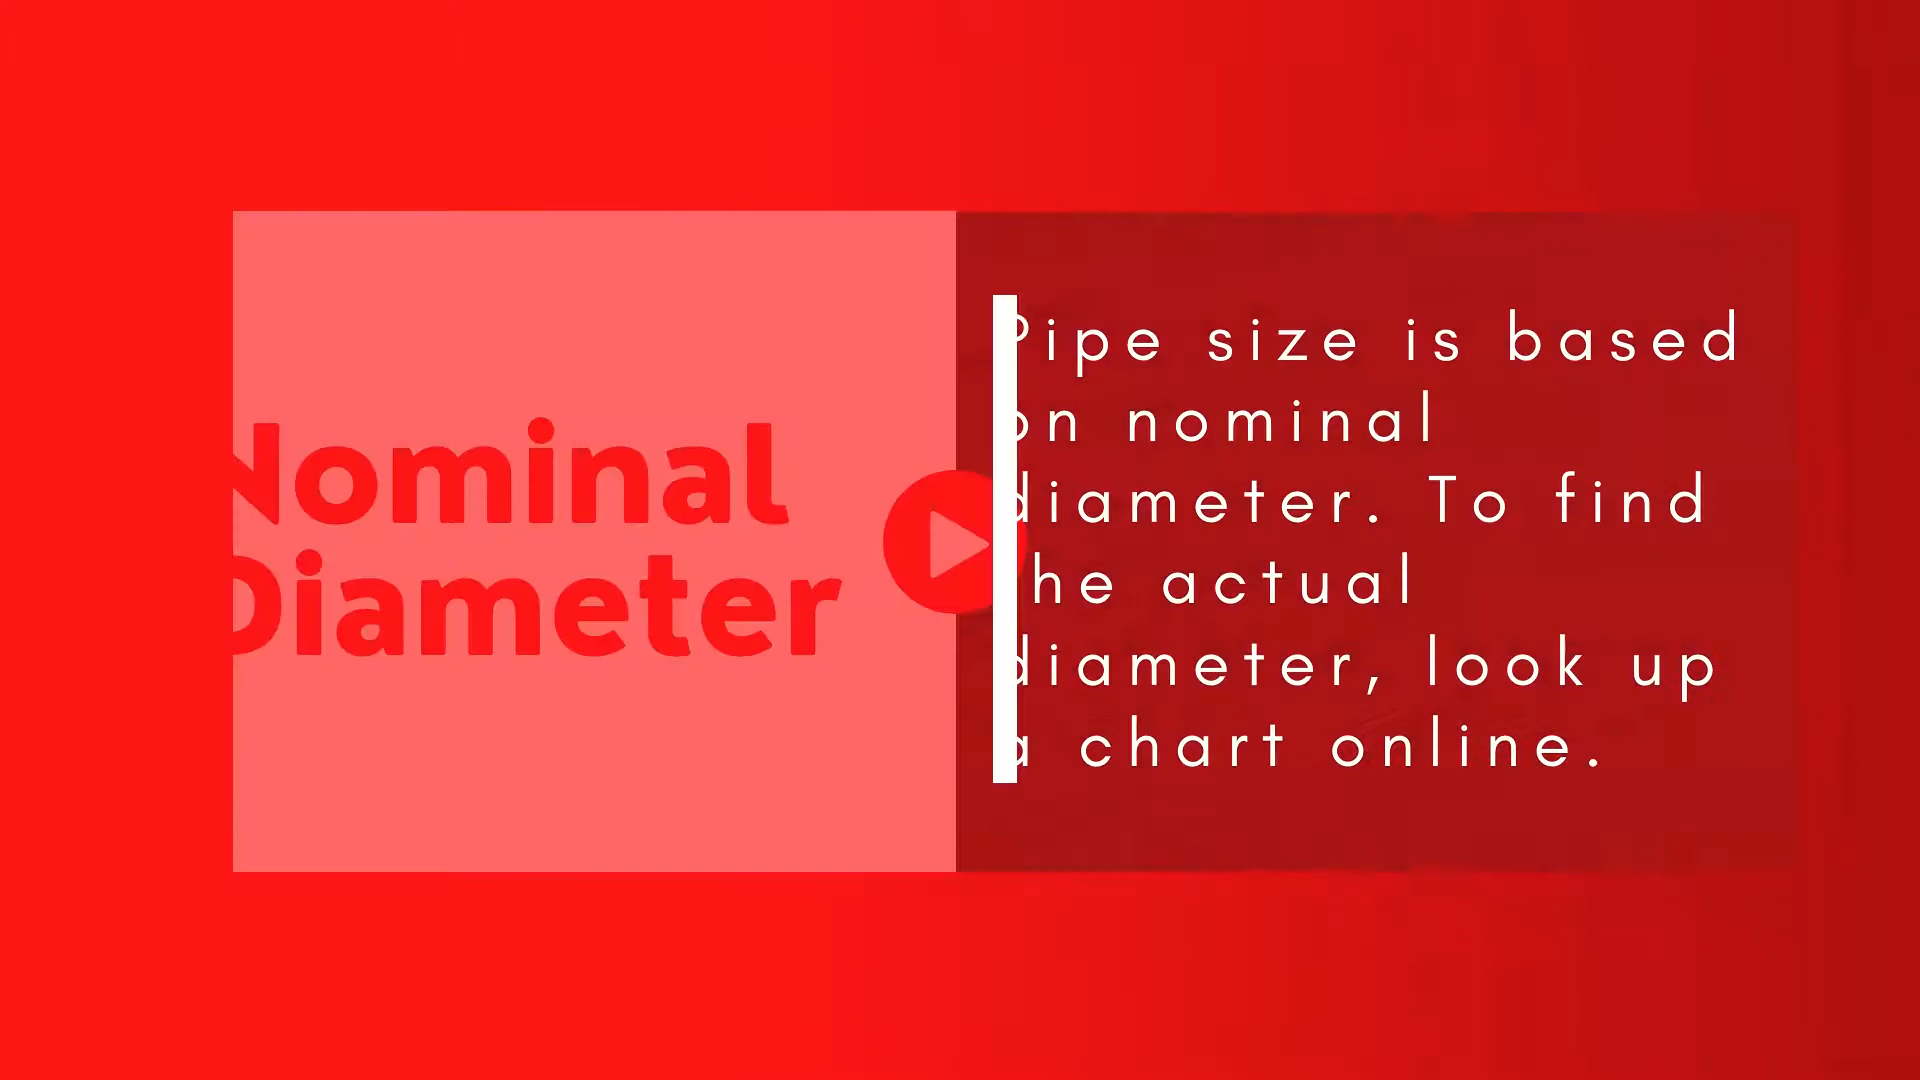 Nominal
Diameter
Pipe size is based
on nominal
diameter. To find
the actual
diameter, look up
a chart online.